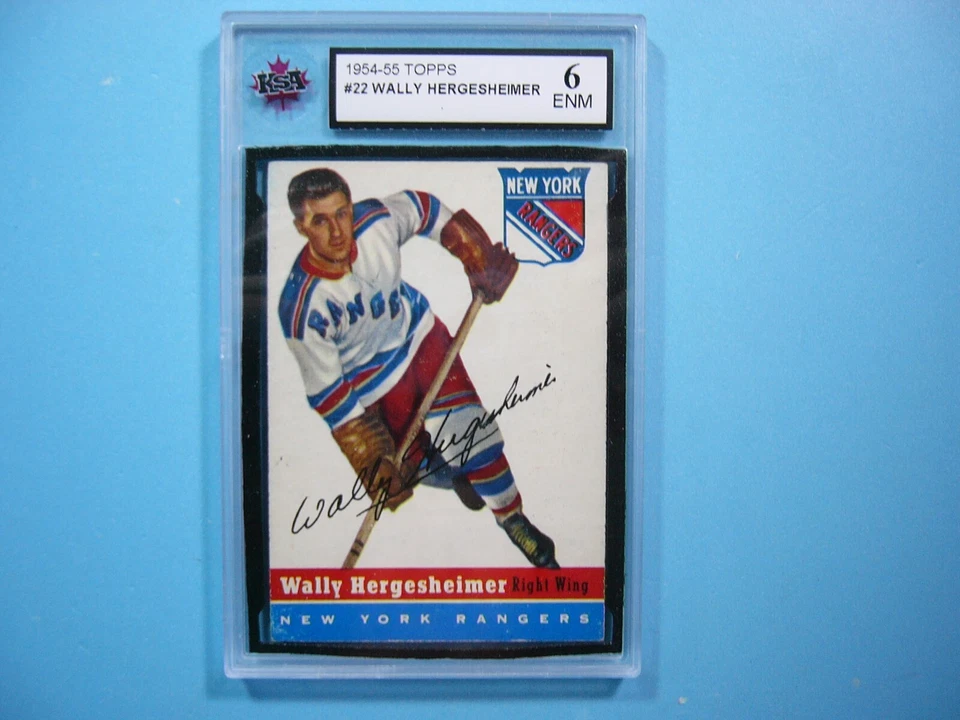 KSA
1954-55 TOPPS
#22 WALLY HERGESHEIMER
6
ENM
NEW YORK
RANGERS
RANGE
Wally Hergesheimer
Wally Hergesheimer Right Wing
NEW YORK RANGERS